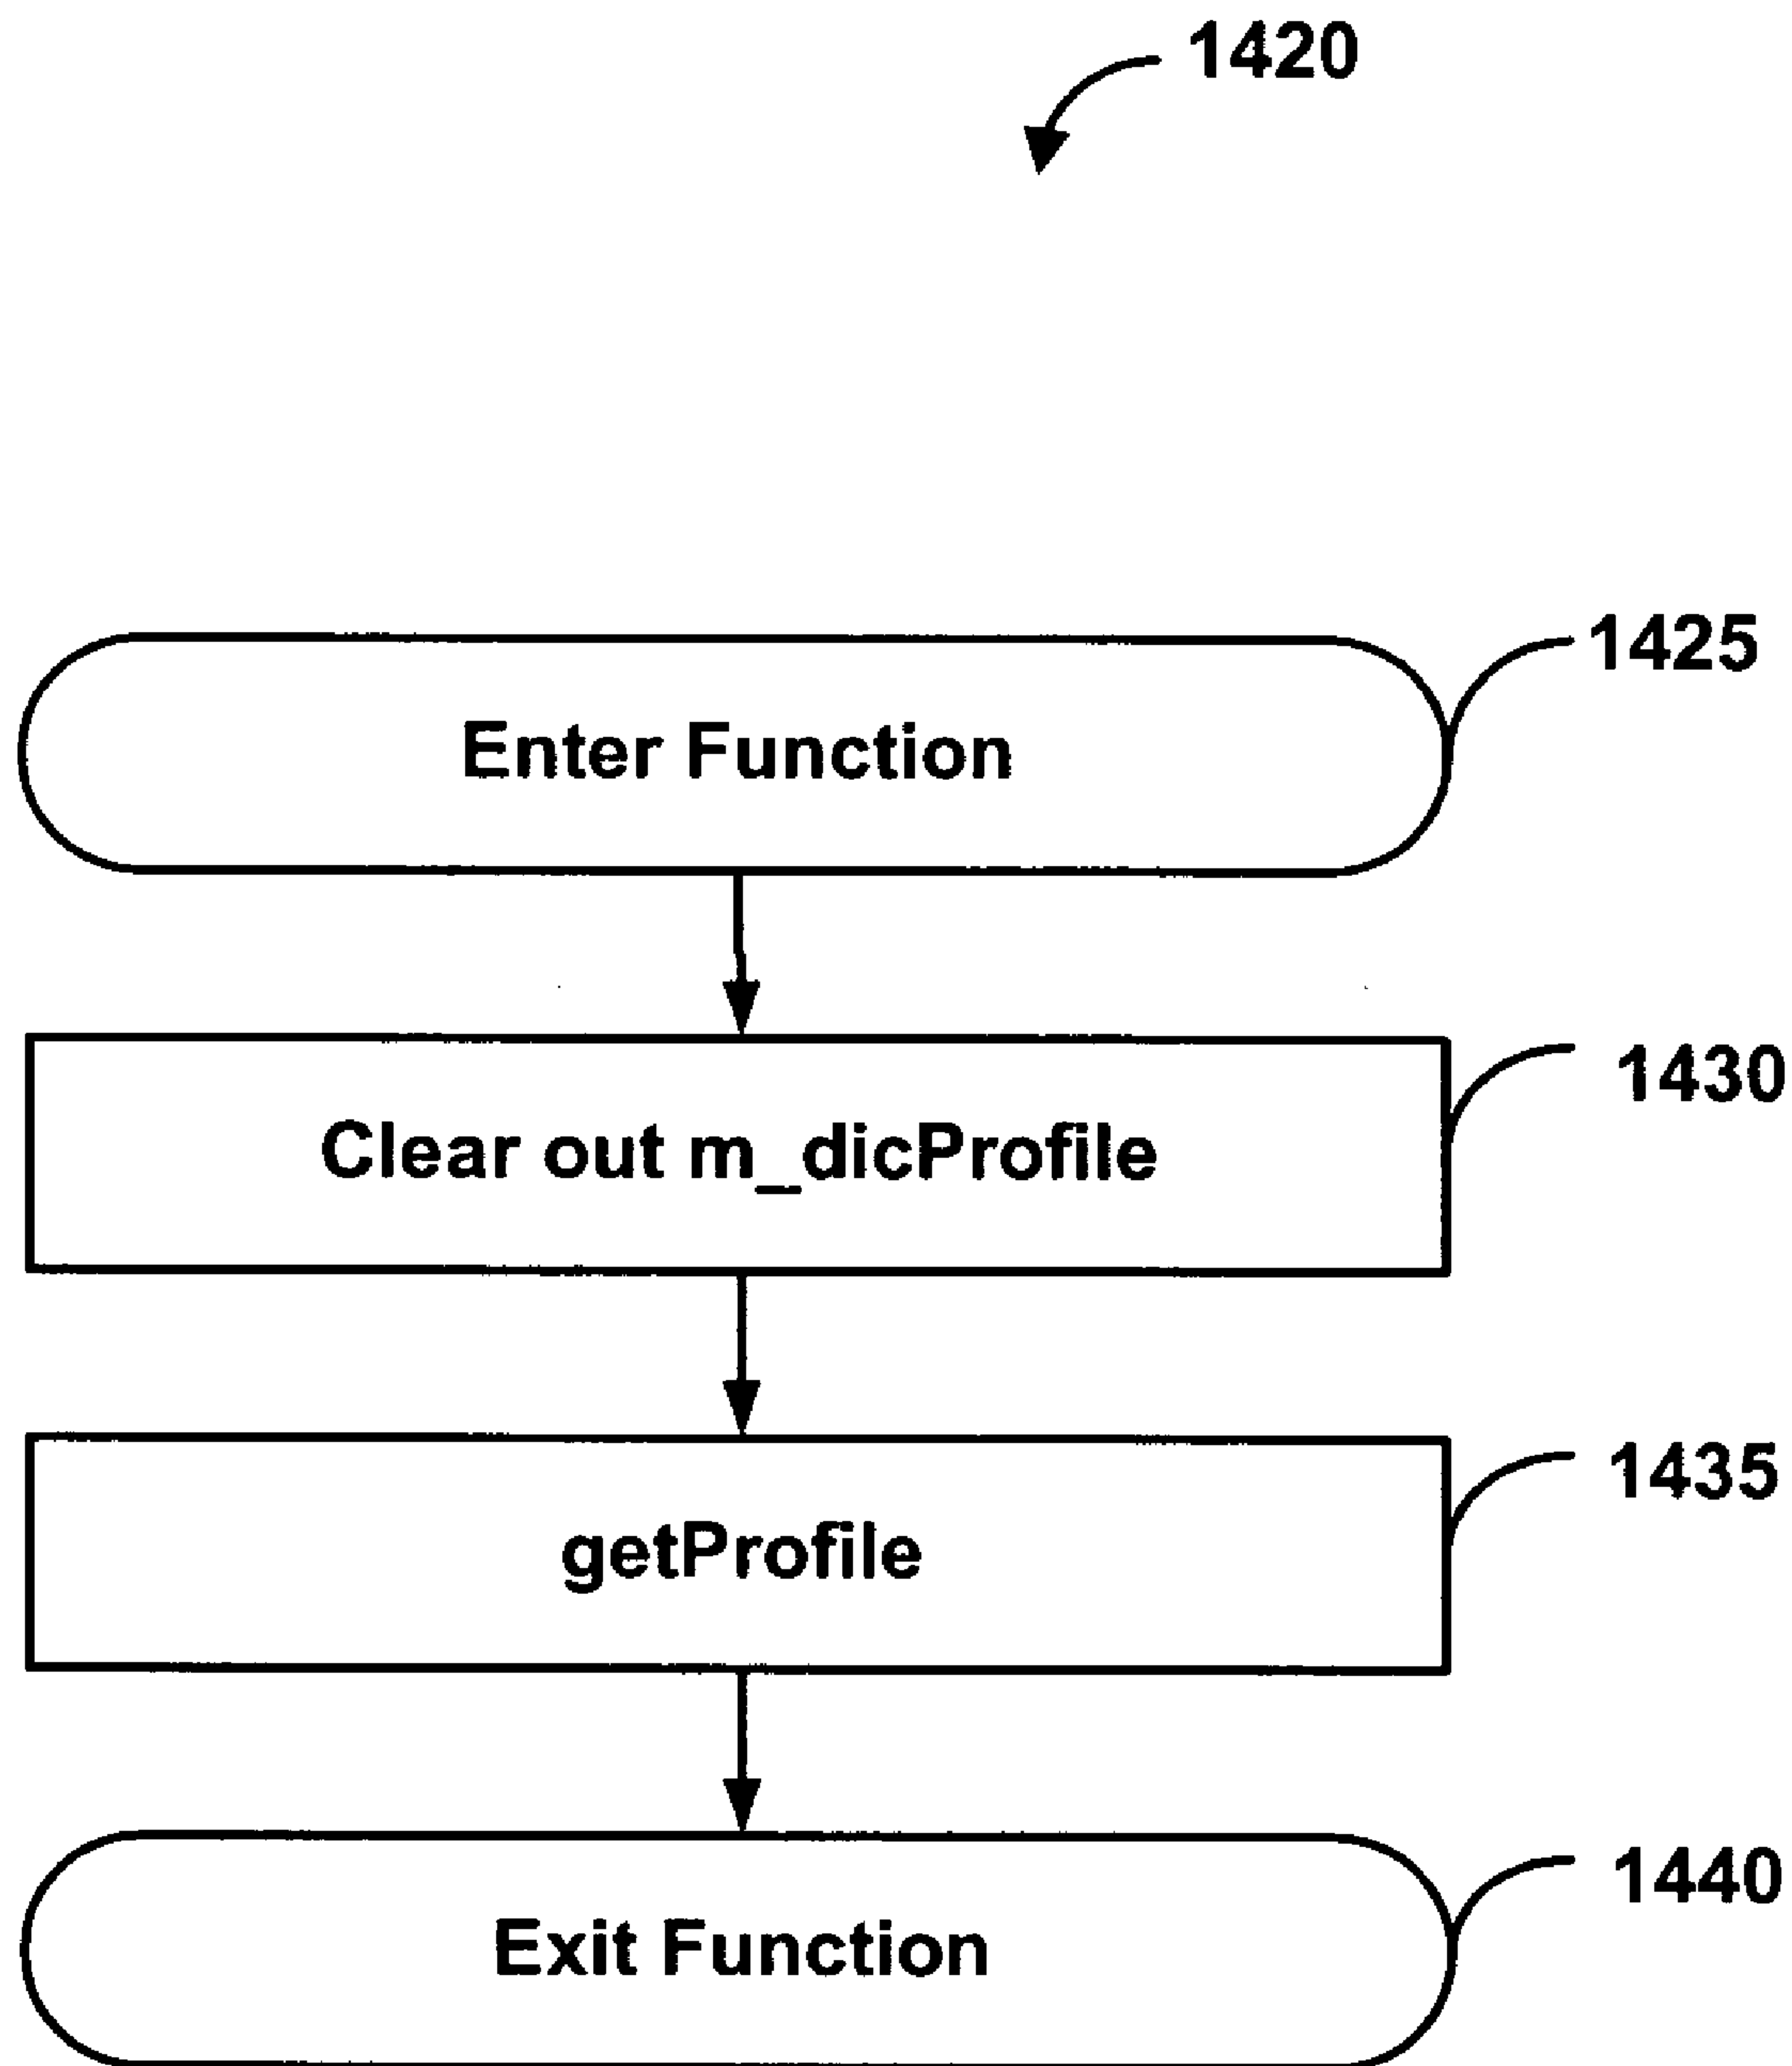 1420
1425
Enter Function
1430
Clear out m_dicProfile
1435
getProfile
1440
Exit Function